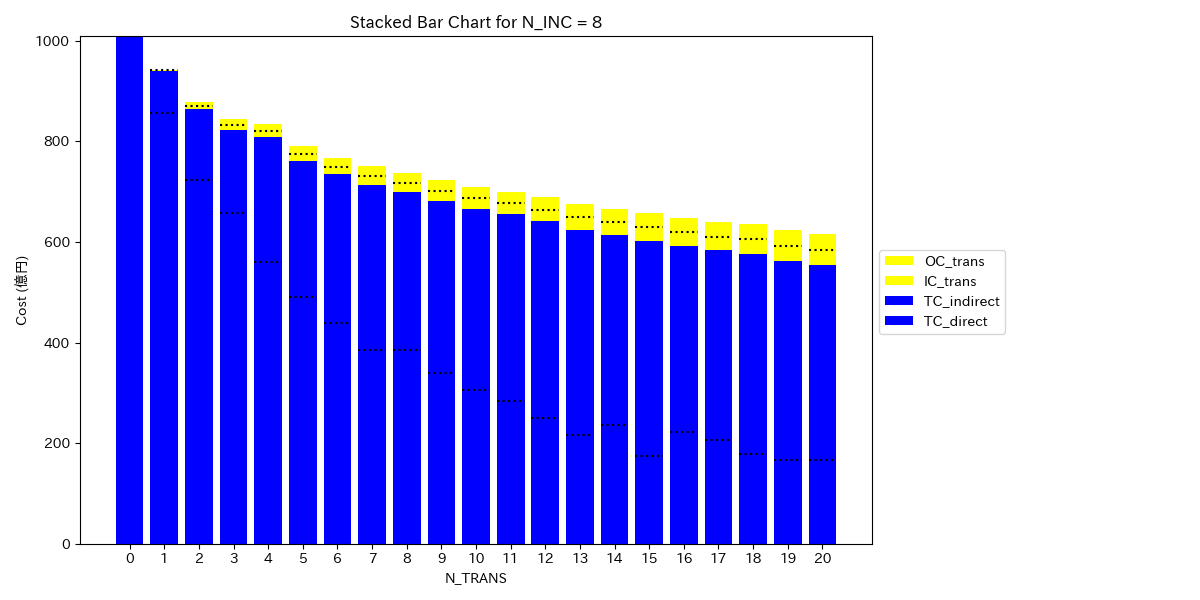 Stacked Bar Chart for N_INC = 8
1000
800
600
400
200
0
Cost (億円)
0 1 2 3 4 5 6 7 8 9 10 11 12 13 14 15 16 17 18 19 20
N_TRANS
OC_trans
IC_trans
TC_indirect
TC_direct